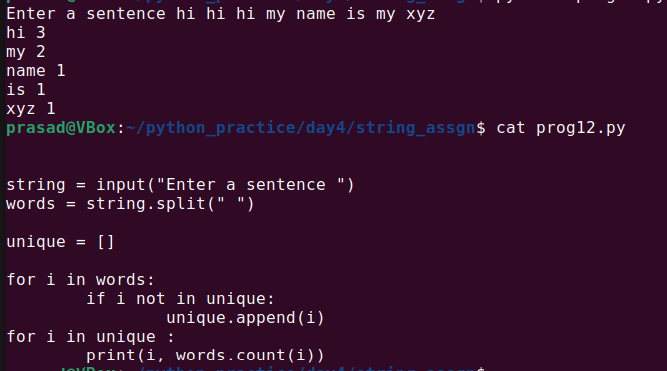 Enter a sentence hi hi hi my name is my xyz
hi 3
my 2
name 1
is 1
xyz 1
prasad@VBox:~/python_practice/day4/string_assgn$ cat prog12.py
string = input("Enter a sentence ")
words = string.split(" ")
unique = []
for i in words:
        if i not in unique:
                unique.append(i)
for i in unique :
        print(i, words.count(i))